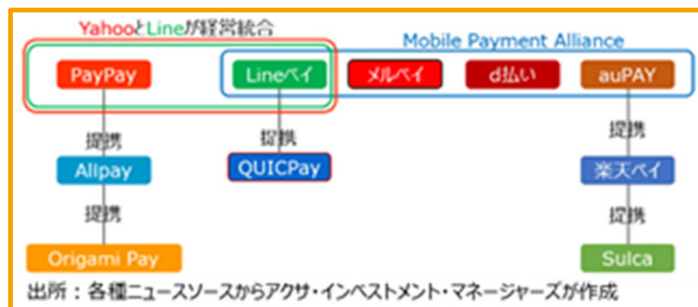 YahooとLineが経営統合
Mobile Payment Alliance
PayPay
Lineペイ
メルペイ
d払い
auPAY
提携
提携
提携
Alipay
QUICPay
楽天ペイ
提携
提携
Origami Pay
Suica
出所：各種ニュースソースからアクサ・インベストメント・マネージャーズが作成